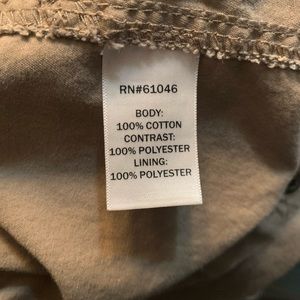 RN#61046
BODY:
100% COTTON
CONTRAST:
100% POLYESTER
LINING:
100% POLYESTER